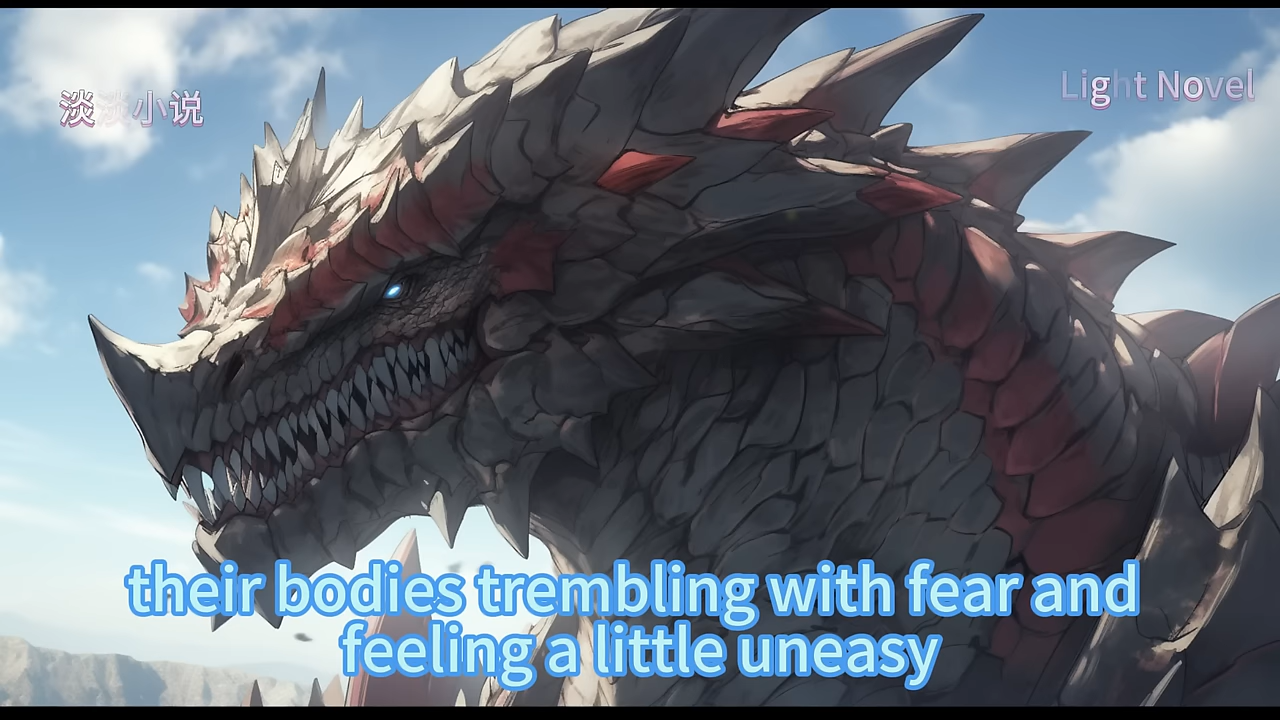 淡淡小说
Light Novel
their bodies trembling with fear and
feeling a little uneasy